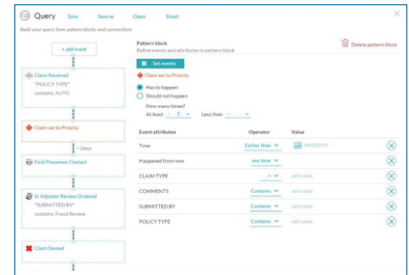 Query Save Save as Open Reset
Build your query from pattern blocks and connections.
+ add event
Claim Received
"POLICY TYPE"
contains: AUTO
Claim set to Priority
First Processor Contact
Sr Adjuster Review Ordered
"SUBMITTED BY"
contains: Fraud Review
Claim Denied
Pattern block
Define events and attributes in pattern block
Delete pattern block
Set events
Claim set to Priority
Has to happen
Should not happen
How many times?
At least - 1 Less than -
Event attributes Operator Value
Time Earlier than
Happened from now any time
CLAIM TYPE = add value
COMMENTS Contains add value
SUBMITTED BY Contains add value
POLICY TYPE Contains add value